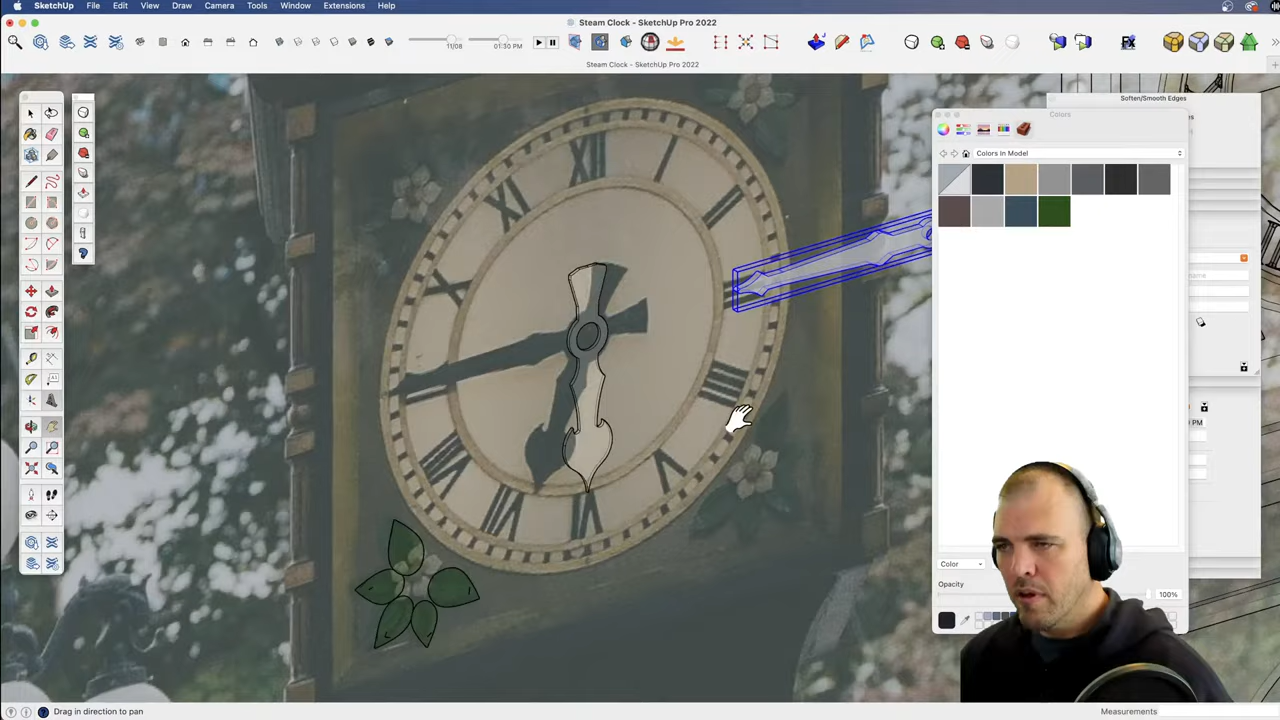 SketchUp File Edit View Draw Camera Tools Window Extensions Help
Steam Clock - SketchUp Pro 2022
11/08 01:30 PM
Steam Clock - SketchUp Pro 2022
Soften/Smooth Edges
Colors
Colors In Model
PM
Color
Opacity
100%
Drag in direction to pan
Measurements